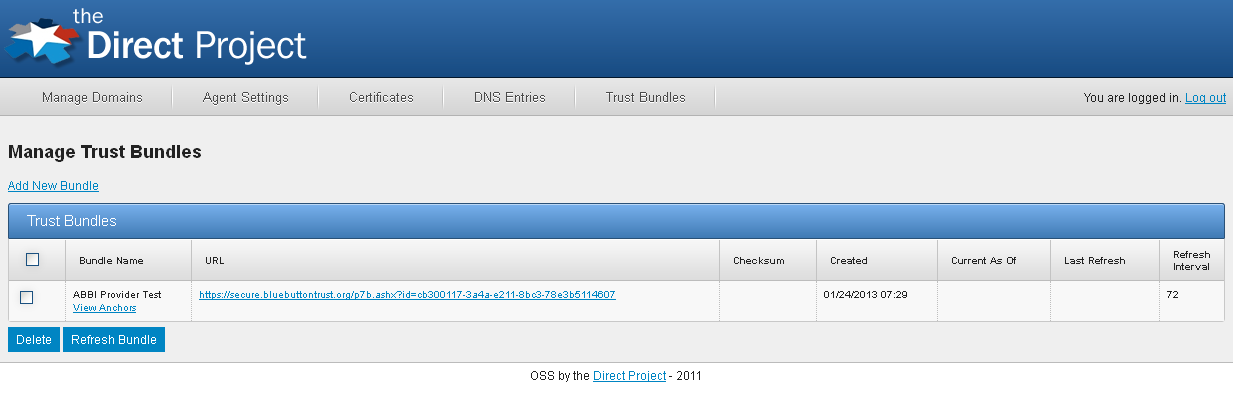 the
Direct Project
Manage Domains Agent Settings Certificates DNS Entries Trust Bundles You are logged in. Log out
Manage Trust Bundles
Add New Bundle
Trust Bundles
Bundle Name URL Checksum Created Current As Of Last Refresh Refresh Interval
ABBI Provider Test https://secure.bluebuttontrust.org/p7b.ashx?id=cb300117-3a4a-e211-8bc3-78e3b5114607 01/24/2013 07:29 72
View Anchors
Delete Refresh Bundle
OSS by the Direct Project - 2011